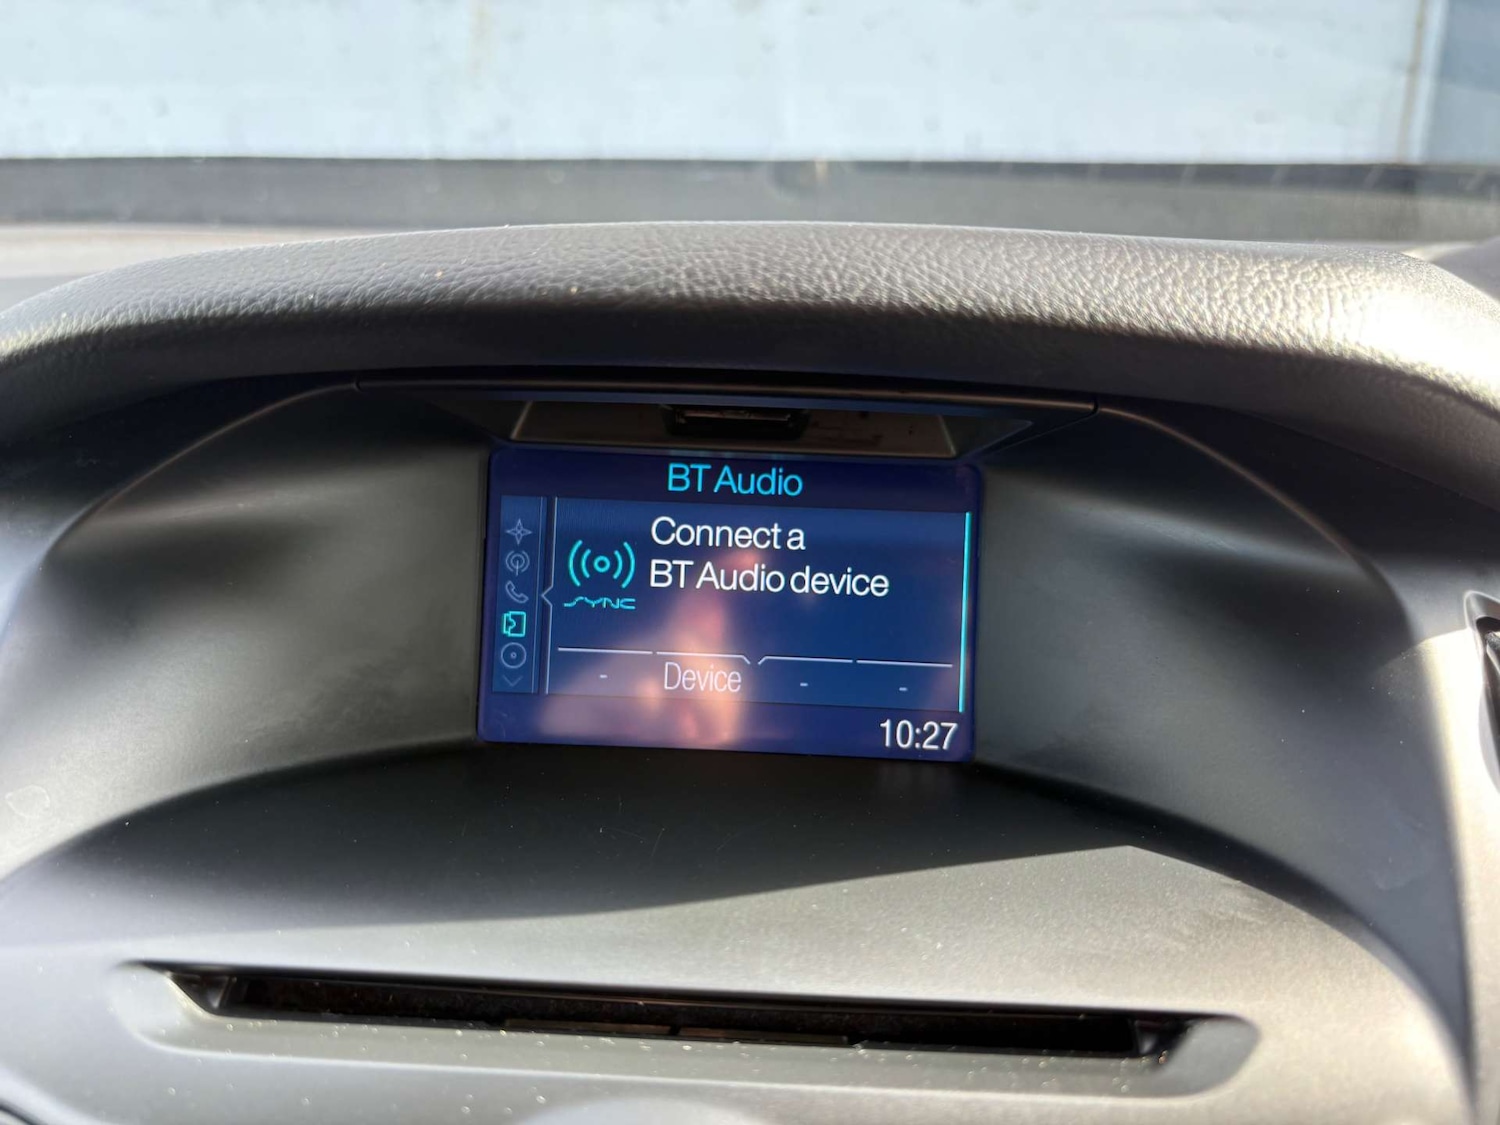 BT Audio
Connect a
BT Audio device
SYNC
- Device - -
10:27